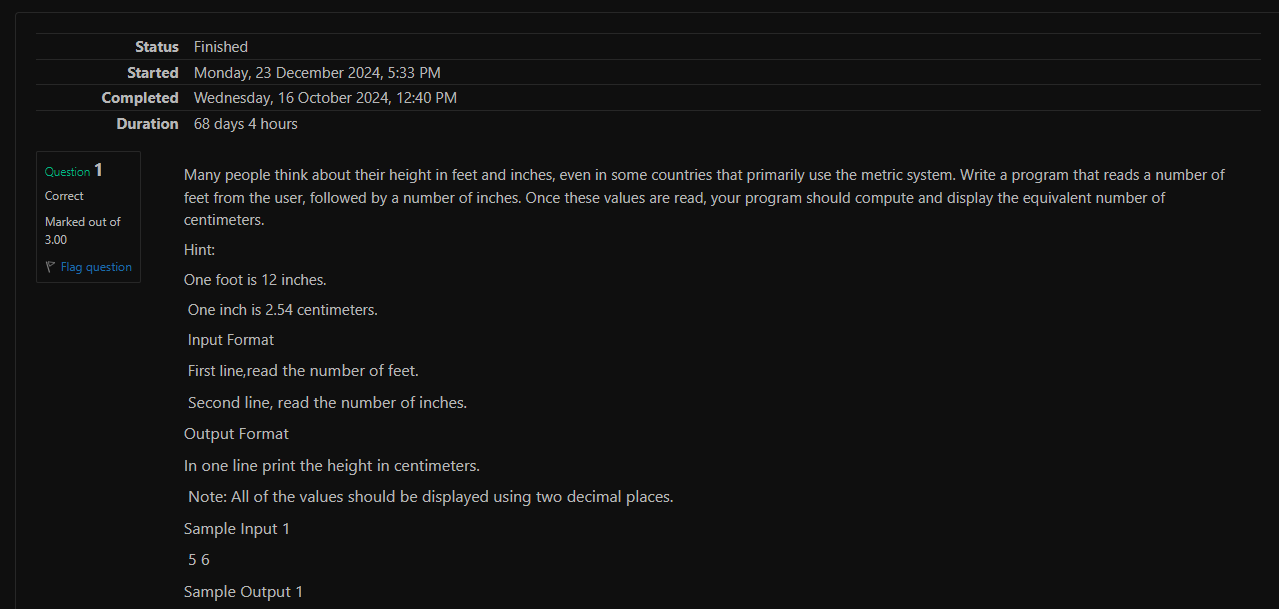 Status Finished
Started Monday, 23 December 2024, 5:33 PM
Completed Wednesday, 16 October 2024, 12:40 PM
Duration 68 days 4 hours
Question 1
Correct
Marked out of
3.00
Flag question
Many people think about their height in feet and inches, even in some countries that primarily use the metric system. Write a program that reads a number of
feet from the user, followed by a number of inches. Once these values are read, your program should compute and display the equivalent number of
centimeters.
Hint:
One foot is 12 inches.
One inch is 2.54 centimeters.
Input Format
First line,read the number of feet.
Second line, read the number of inches.
Output Format
In one line print the height in centimeters.
Note: All of the values should be displayed using two decimal places.
Sample Input 1
5 6
Sample Output 1